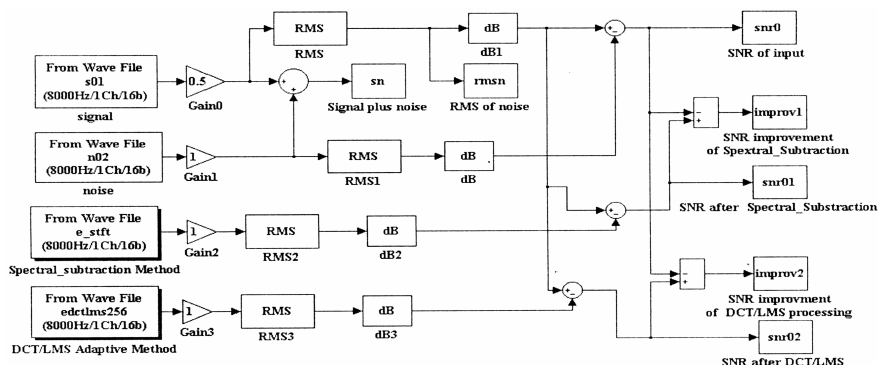 From Wave File
s01
(8000Hz/1Ch/16b)
signal
0.5
Gain0
RMS
RMS
dB
dB1
+
+
sn
Signal plus noise
rmsn
RMS of noise
+
-
snr0
SNR of input
From Wave File
n02
(8000Hz/1Ch/16b)
noise
1
Gain1
RMS
RMS1
dB
dB
-
+
improv1
SNR improvement
of Spextral_Subtraction
snr01
SNR after Spectral_Substraction
From Wave File
e_stft
(8000Hz/1Ch/16b)
Spectral_subtraction Method
1
Gain2
RMS
RMS2
dB
dB2
+
-
From Wave File
edctlms256
(8000Hz/1Ch/16b)
DCT/LMS Adaptive Method
1
Gain3
RMS
RMS3
dB
dB3
+
-
-
+
improv2
SNR improvment
of DCT/LMS processing
snr02
SNR after DCT/LMS